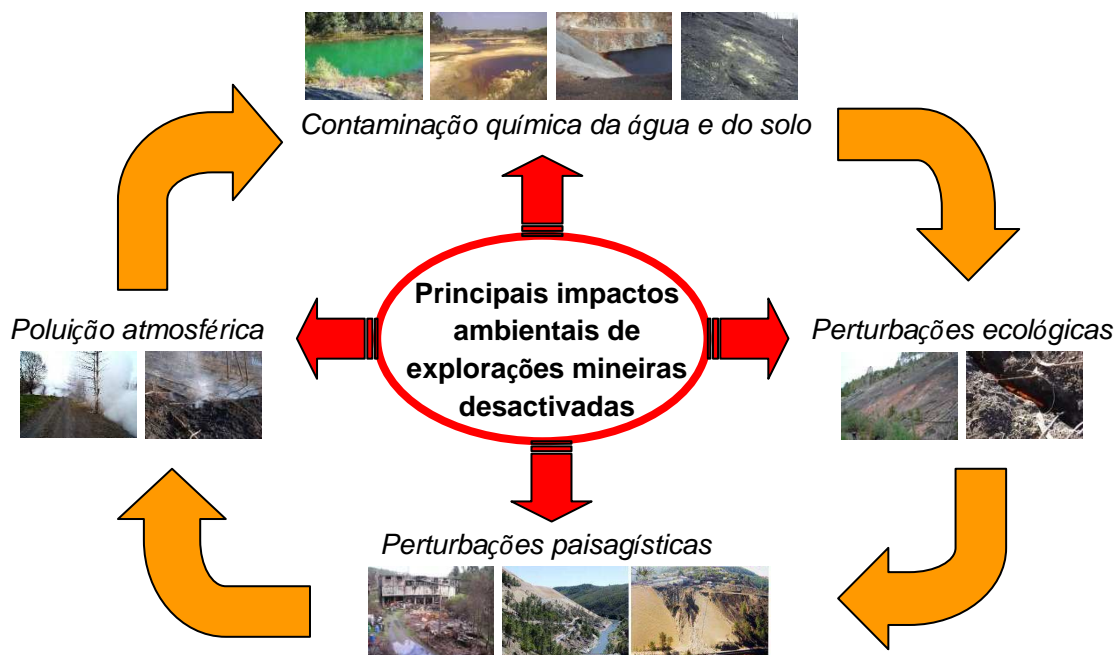 Contaminação química da água e do solo
Principais impactos
ambientais de
explorações mineiras
desactivadas
Poluição atmosférica
Perturbações ecológicas
Perturbações paisagísticas